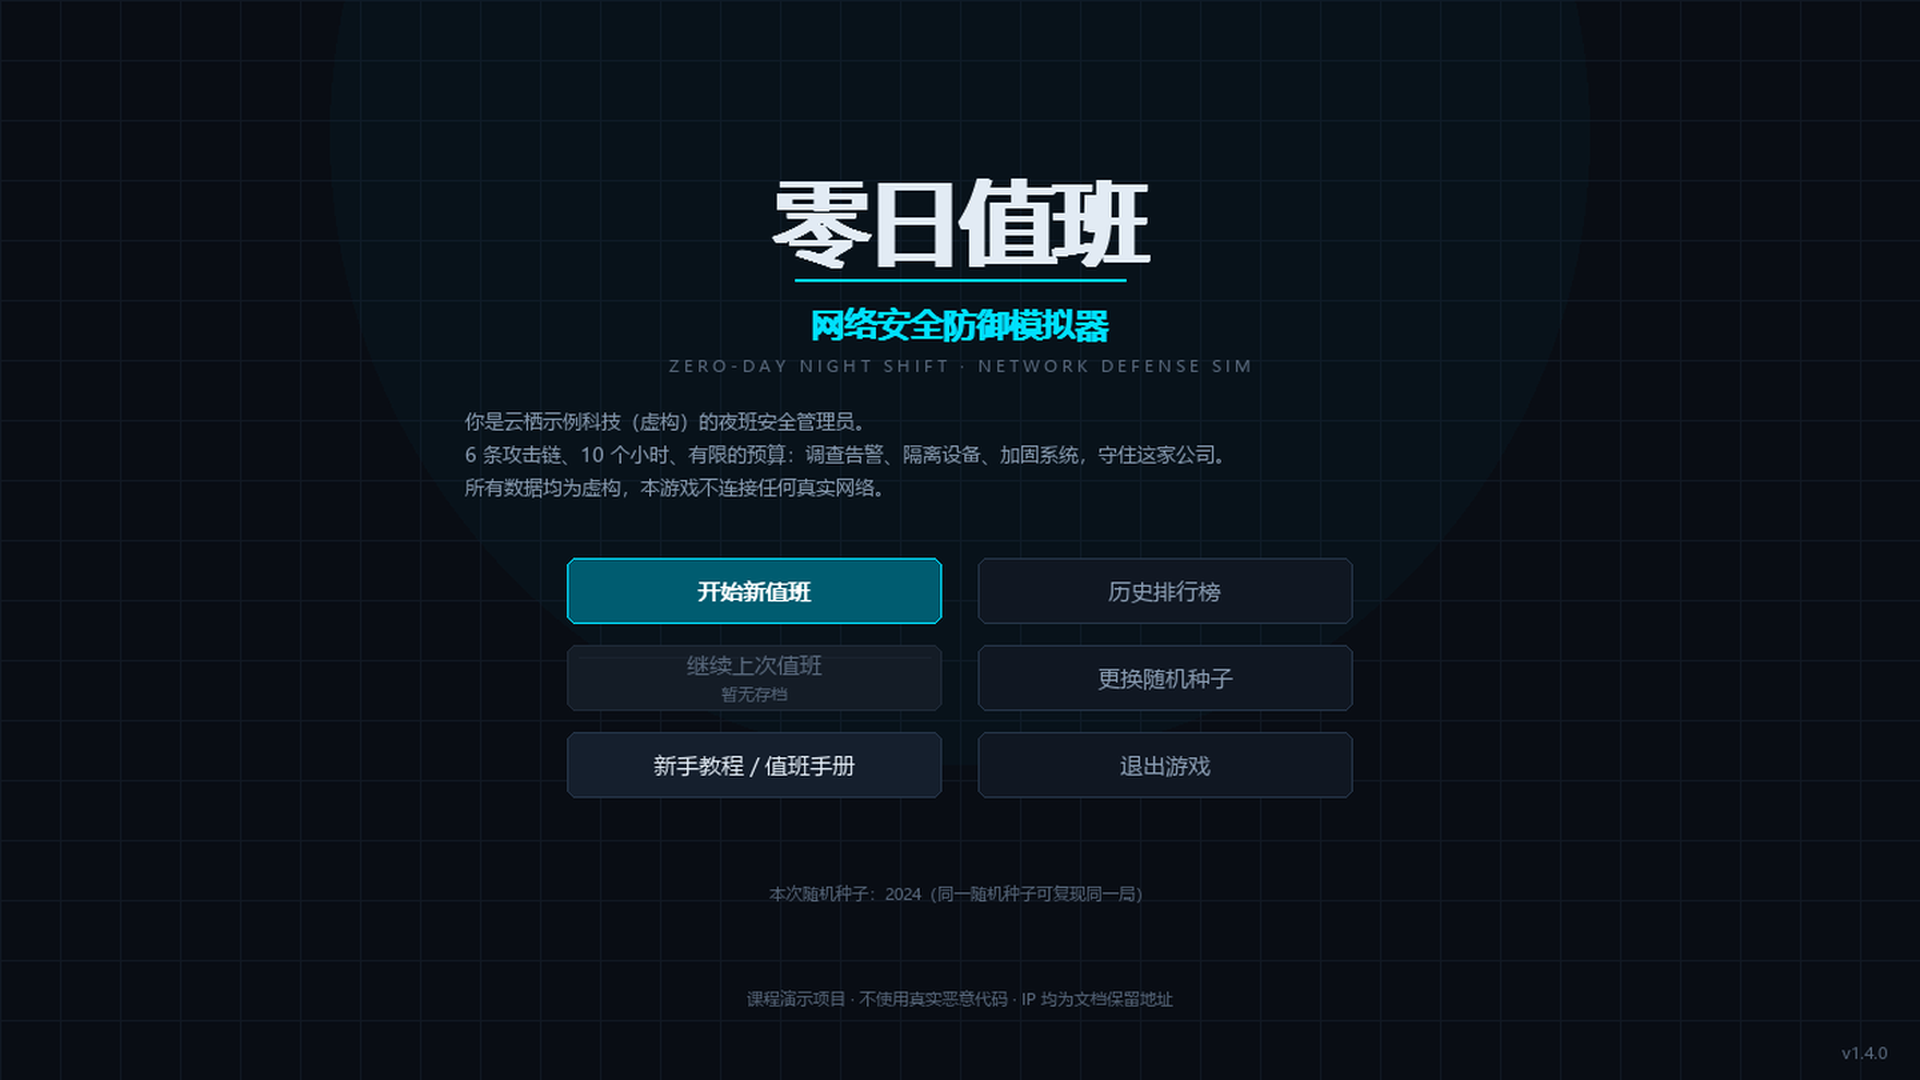 零日值班
网络安全防御模拟器
ZERO-DAY NIGHT SHIFT · NETWORK DEFENSE SIM
你是云栖示例科技（虚构）的夜班安全管理员。
6 条攻击链、10 个小时、有限的预算：调查告警、隔离设备、加固系统，守住这家公司。
所有数据均为虚构，本游戏不连接任何真实网络。
开始新值班
历史排行榜
继续上次值班
暂无存档
更换随机种子
新手教程 / 值班手册
退出游戏
本次随机种子：2024（同一随机种子可复现同一局）
课程演示项目 · 不使用真实恶意代码 · IP 均为文档保留地址
v1.4.0